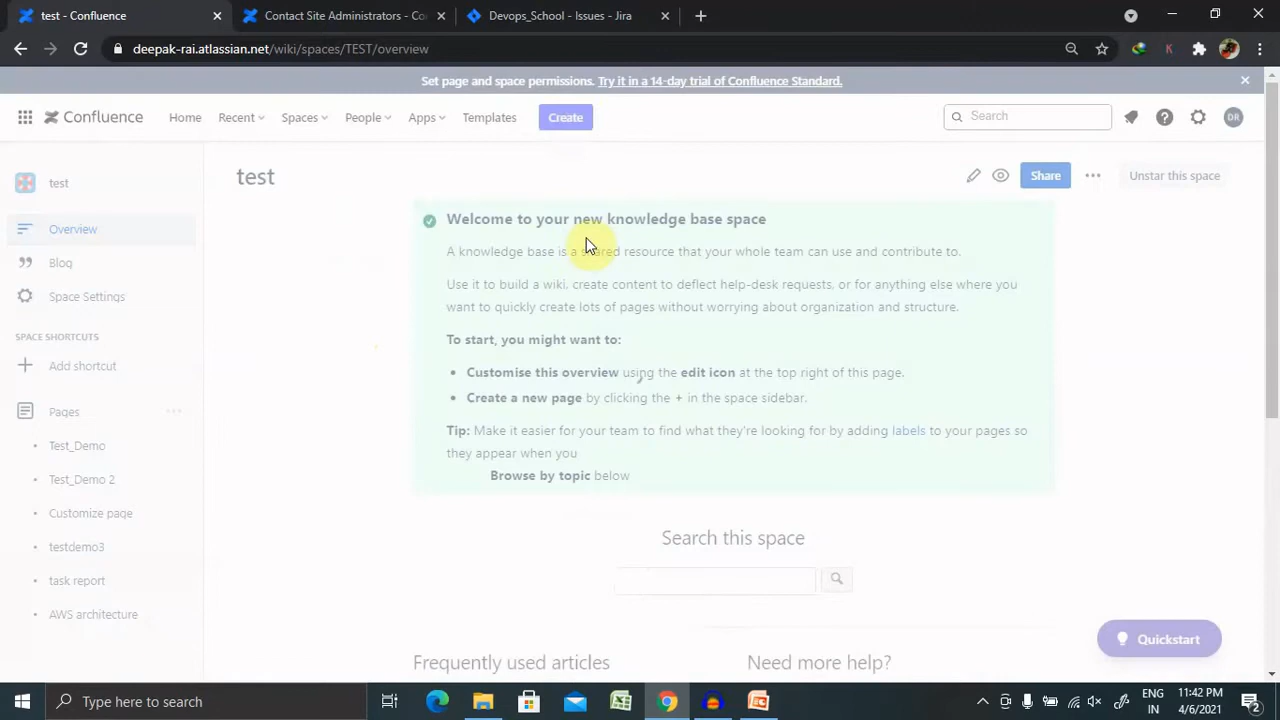 test - Confluence
Contact Site Administrators - Co
Devops_School - Issues - Jira
deepak-rai.atlassian.net/wiki/spaces/TEST/overview
K
Set page and space permissions. Try it in a 14-day trial of Confluence Standard.
Confluence
Home
Recent
Spaces
People
Apps
Templates
Create
Search
DR
test
test
Share
Unstar this space
Overview
Blog
Space Settings
SPACE SHORTCUTS
Add shortcut
Pages
Test_Demo
Test_Demo 2
Customize page
testdemo3
task report
AWS architecture
Welcome to your new knowledge base space
A knowledge base is a shared resource that your whole team can use and contribute to.
Use it to build a wiki, create content to deflect help-desk requests, or for anything else where you
want to quickly create lots of pages without worrying about organization and structure.
To start, you might want to:
• Customise this overview using the edit icon at the top right of this page.
• Create a new page by clicking the + in the space sidebar.
Tip: Make it easier for your team to find what they're looking for by adding labels to your pages so
they appear when you
Browse by topic below
Search this space
Frequently used articles
Need more help?
Quickstart
Type here to search
ENG
IN
11:42 PM
4/6/2021
2